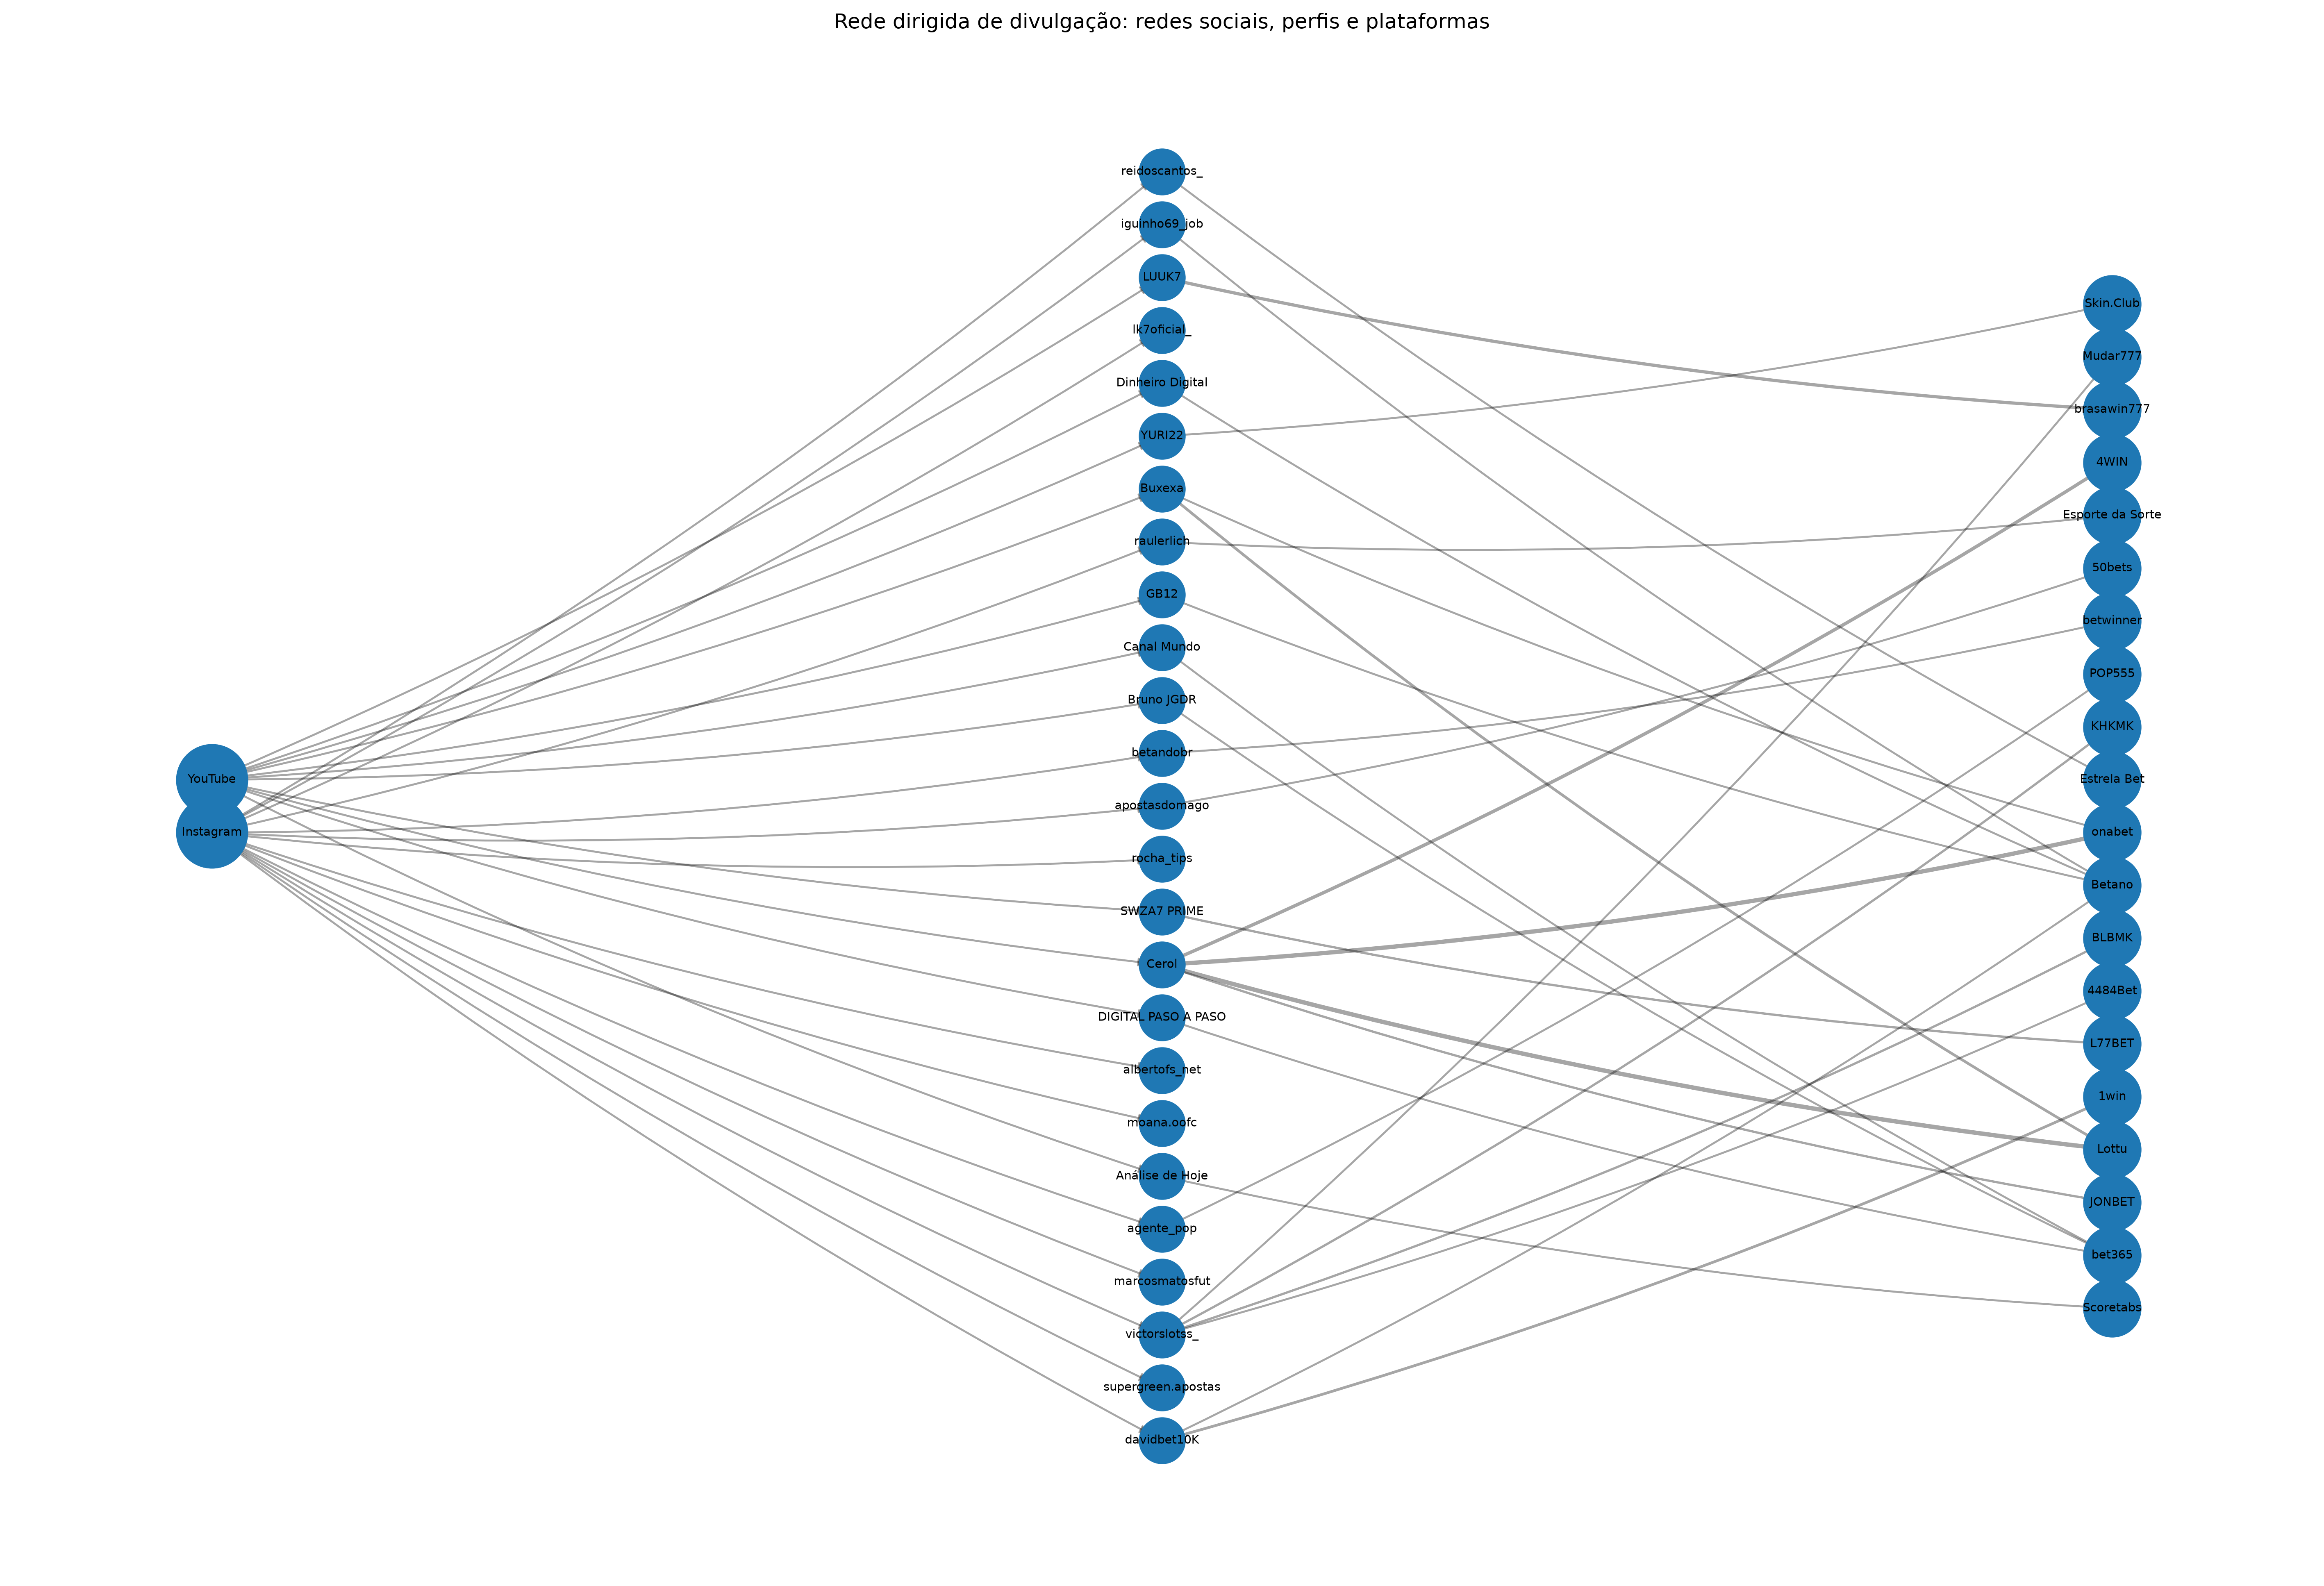 Rede dirigida de divulgação: redes sociais, perfis e plataformas
YouTube
Instagram
reidoscantos_
iguinho69_job
LUUK7
lk7oficial_
Dinheiro Digital
YURI22
Buxexa
raulerlich
GB12
Canal Mundo
Bruno JGDR
betandobr
apostasdomago
rocha_tips
SWZA7 PRIME
Cerol
DIGITAL PASO A PASO
albertofs_net
moana.oofc
Análise de Hoje
agente_pop
marcosmatosfut
victorslotss_
supergreen.apostas
davidbet10K
Skin.Club
Mudar777
brasawin777
4WIN
Esporte da Sorte
50bets
betwinner
POP555
KHKMK
Estrela Bet
onabet
Betano
BLBMK
4484Bet
L77BET
1win
Lottu
JONBET
bet365
Scoretabs